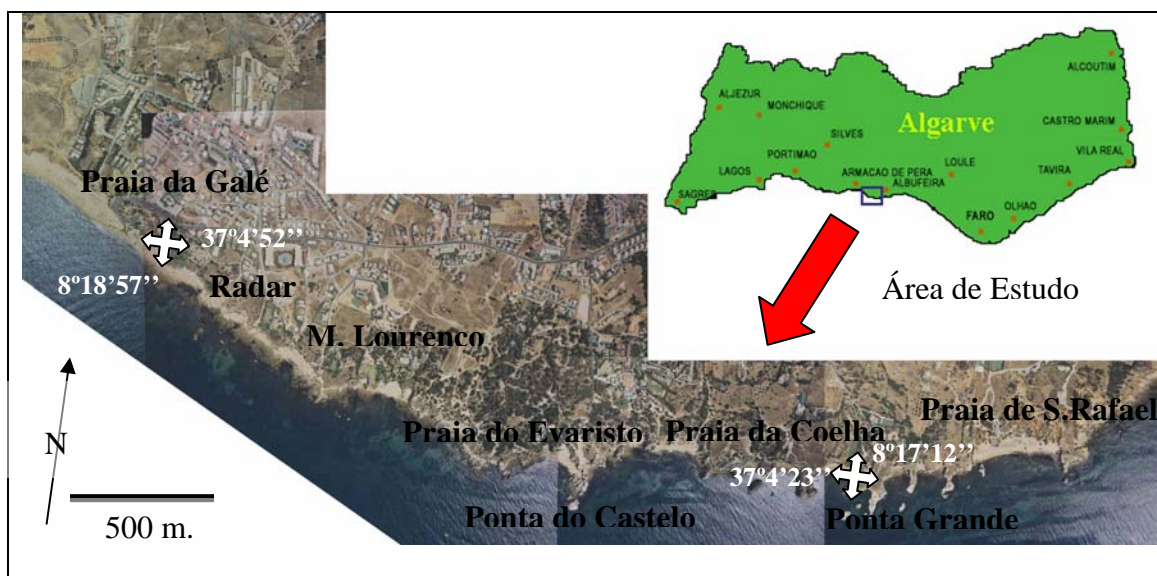 ALCOUTIM
ALJEZUR
MONCHIQUE
Algarve
SILVES
CASTRO MARIM
PORTIMAO
VILA REAL
LAGOS
ARMACAO DE PERA
LOULE
TAVIRA
ALBUFEIRA
SAGRES
OLHAO
FARO
Área de Estudo
Praia da Galé
37º4’52’’
8º18’57’’
Radar
M. Lourenco
Praia do Evaristo
Praia da Coelha
Praia de S.Rafael
8º17’12’’
37º4’23’’
Ponta do Castelo
Ponta Grande
N
500 m.